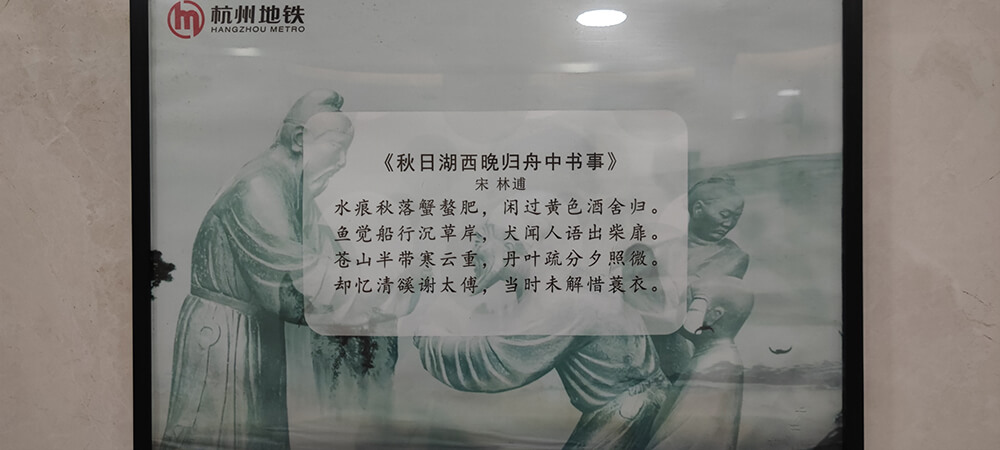 杭州地铁
HANGZHOU METRO
《秋日湖西晚归舟中书事》
宋 林逋
水痕秋落蟹螯肥，闲过黄色酒舍归。
鱼觉船行沉草岸，犬闻人语出柴扉。
苍山半带寒云重，丹叶疏分夕照微。
却忆清溪谢太傅，当时未解惜蓑衣。